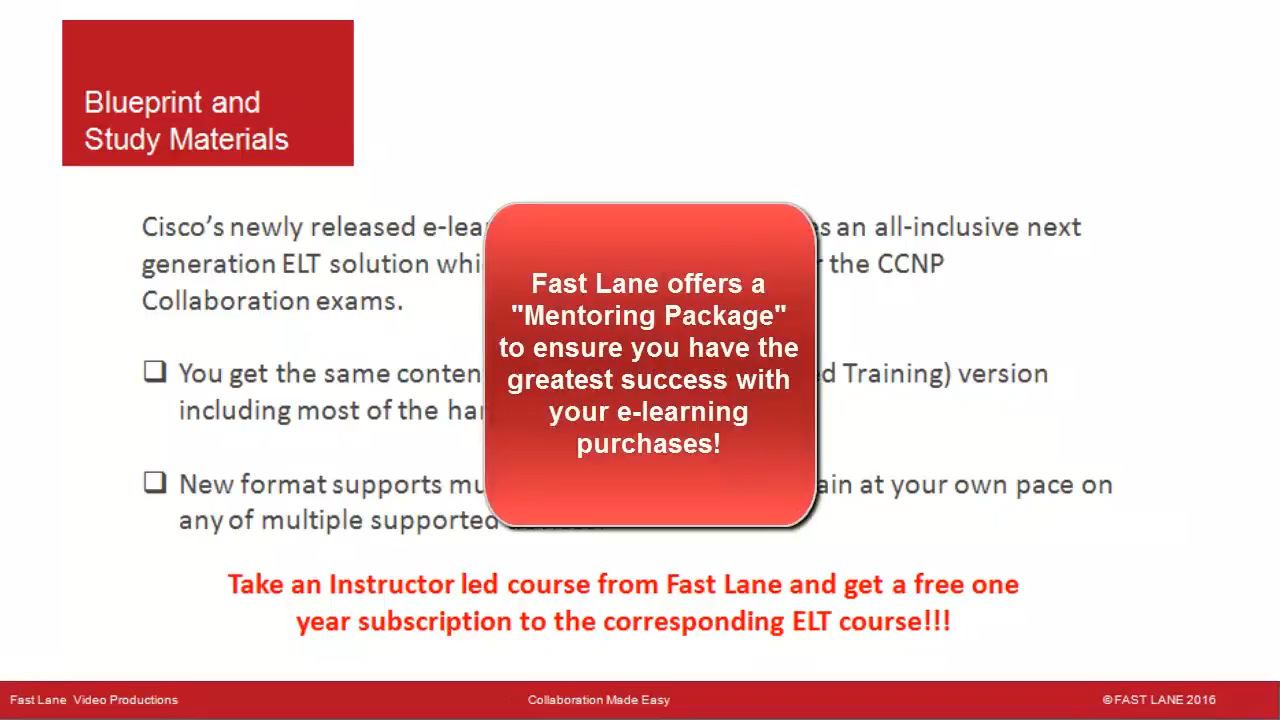 Blueprint and
Study Materials
Cisco's newly released e-lea an all-inclusive next
generation ELT solution whi the CCNP
Collaboration exams.
You get the same conten Training) version
including most of the ha
New format supports mu at your own pace on
any of multiple supported
Fast Lane offers a
"Mentoring Package"
to ensure you have the
greatest success with
your e-learning
purchases!
Take an Instructor led course from Fast Lane and get a free one
year subscription to the corresponding ELT course!!!
Fast Lane Video Productions
Collaboration Made Easy
© FAST LANE 2016